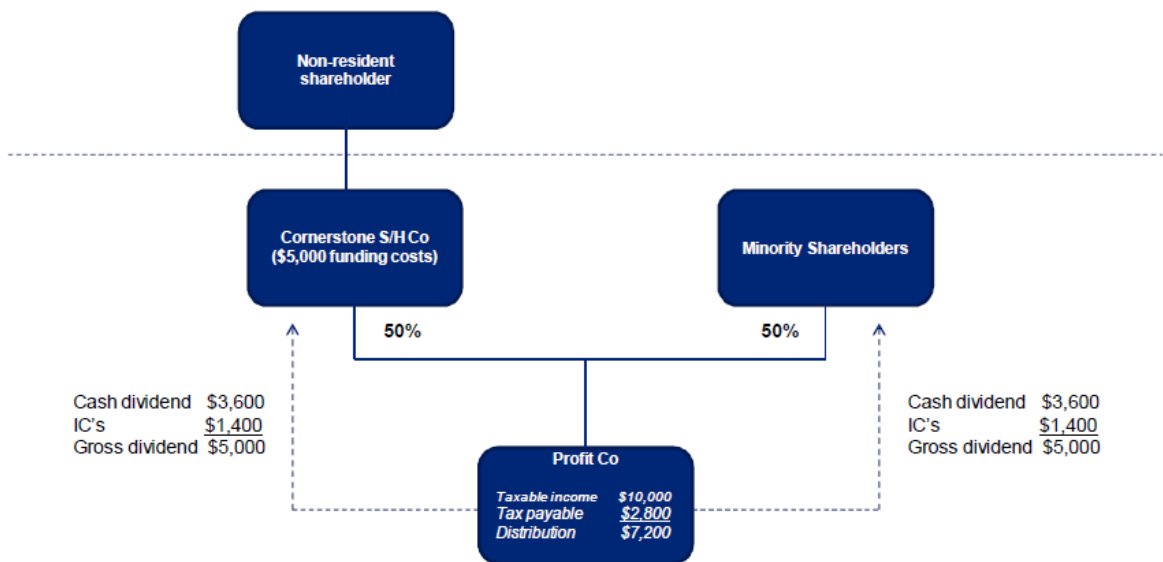 Non-resident
shareholder
Cornerstone S/H Co
($5,000 funding costs)
Minority Shareholders
50%
50%
Cash dividend $3,600
IC's $1,400
Gross dividend $5,000
Cash dividend $3,600
IC's $1,400
Gross dividend $5,000
Profit Co
Taxable income $10,000
Tax payable $2,800
Distribution $7,200